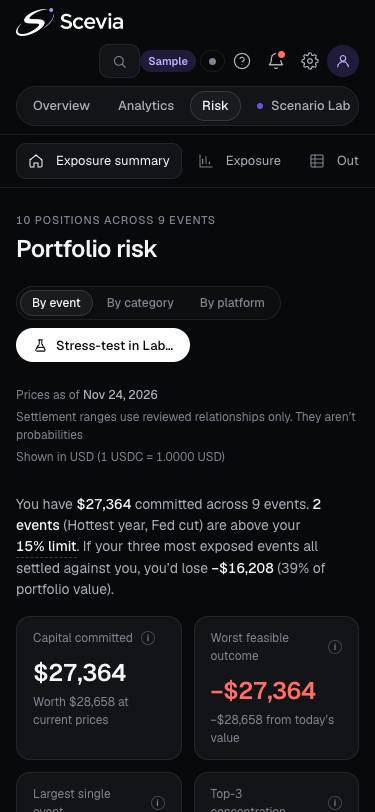 Scevia
Sample
Overview Analytics Risk Scenario Lab
Exposure summary Exposure Out
10 POSITIONS ACROSS 9 EVENTS
Portfolio risk
By event By category By platform
Stress-test in Lab...
Prices as of Nov 24, 2026
Settlement ranges use reviewed relationships only. They aren't
probabilities
Shown in USD (1 USDC = 1.0000 USD)
You have $27,364 committed across 9 events. 2
events (Hottest year, Fed cut) are above your
15% limit. If your three most exposed events all
settled against you, you'd lose −$16,208 (39% of
portfolio value).
Capital committed
$27,364
Worth $28,658 at
current prices
Worst feasible
outcome
−$27,364
−$28,658 from today's
value
Largest single
event
Top-3
concentration